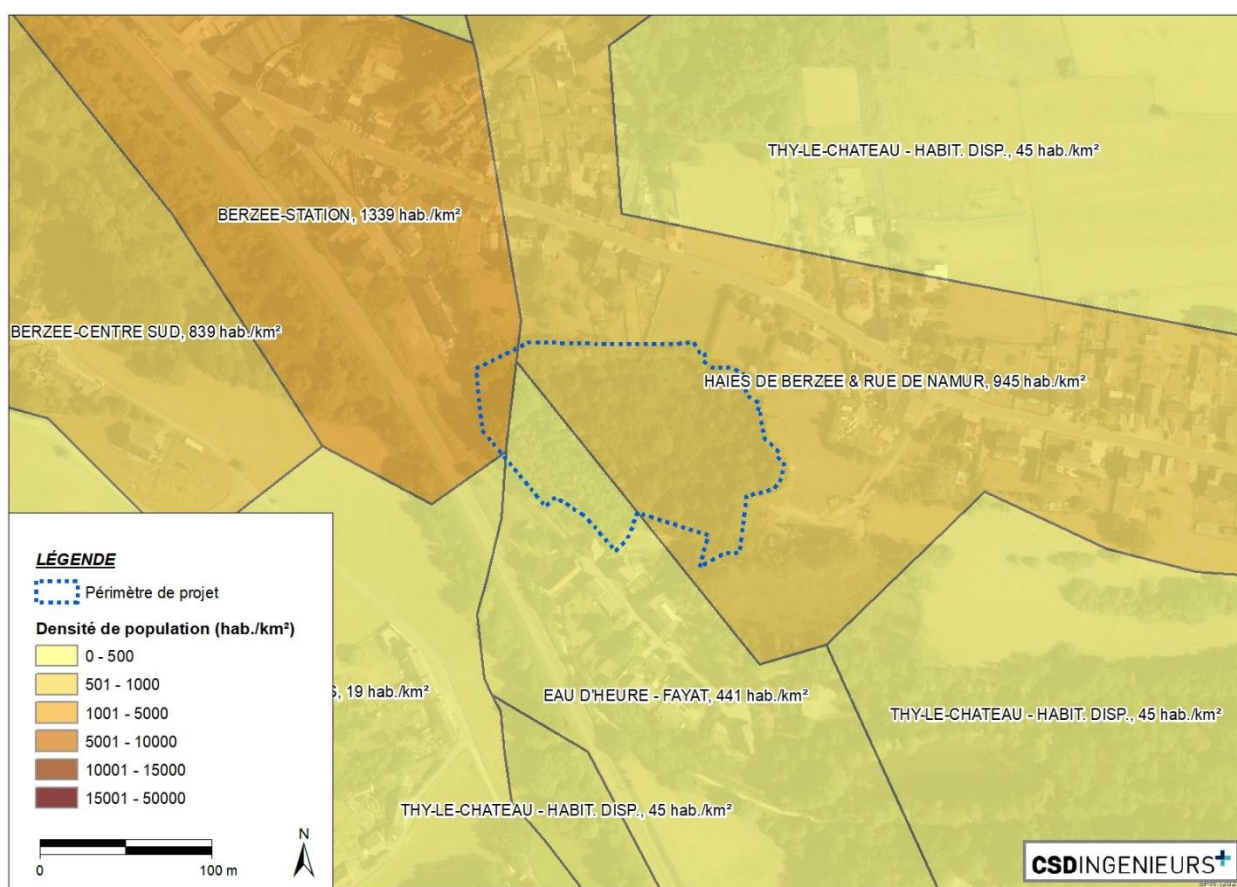 THY-LE-CHATEAU - HABIT. DISP., 45 hab./km²
BERZEE-STATION, 1339 hab./km²
BERZEE-CENTRE SUD, 839 hab./km²
HAIES DE BERZEE & RUE DE NAMUR, 945 hab./km²
LÉGENDE
Périmètre de projet
Densité de population (hab./km²)
0 - 500
501 - 1000
1001 - 5000
5001 - 10000
10001 - 15000
15001 - 50000
0
100 m
N
S, 19 hab./km²
EAU D'HEURE - FAYAT, 441 hab./km²
THY-LE-CHATEAU - HABIT. DISP., 45 hab./km²
THY-LE-CHATEAU - HABIT. DISP., 45 hab./km²
CSDINGENIEURS+